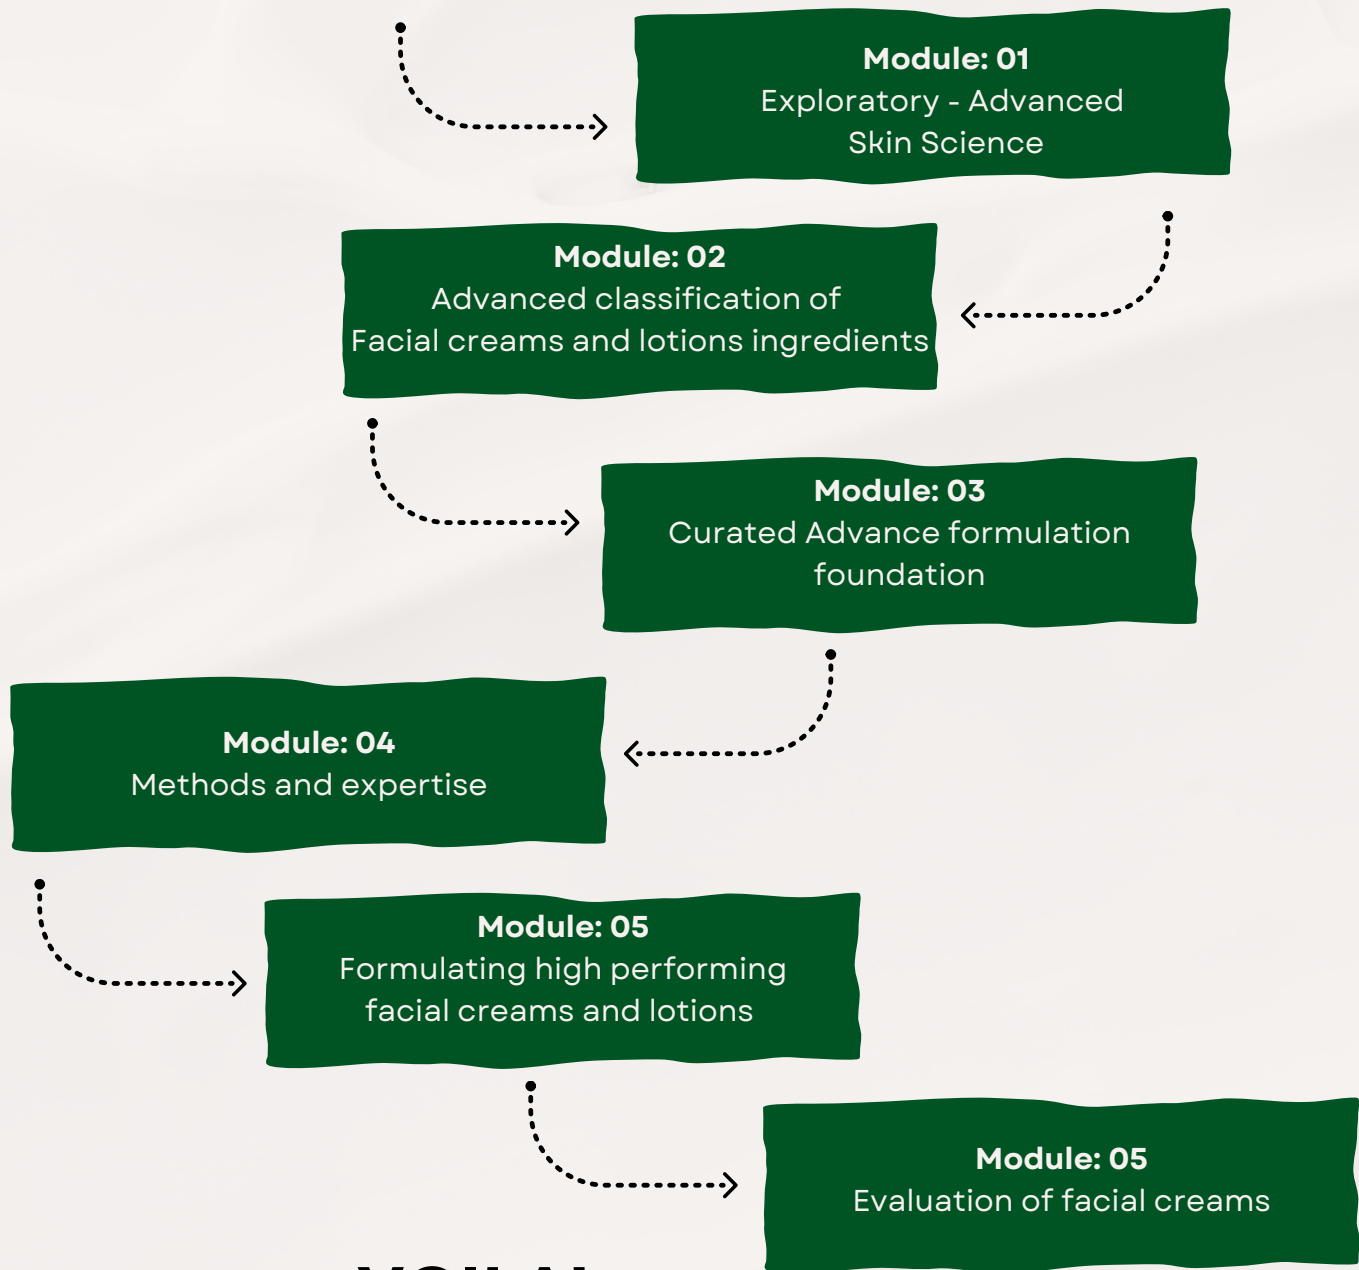 Module: 01
Exploratory - Advanced
Skin Science
Module: 02
Advanced classification of
Facial creams and lotions ingredients
Module: 03
Curated Advance formulation
foundation
Module: 04
Methods and expertise
Module: 05
Formulating high performing
facial creams and lotions
Module: 05
Evaluation of facial creams